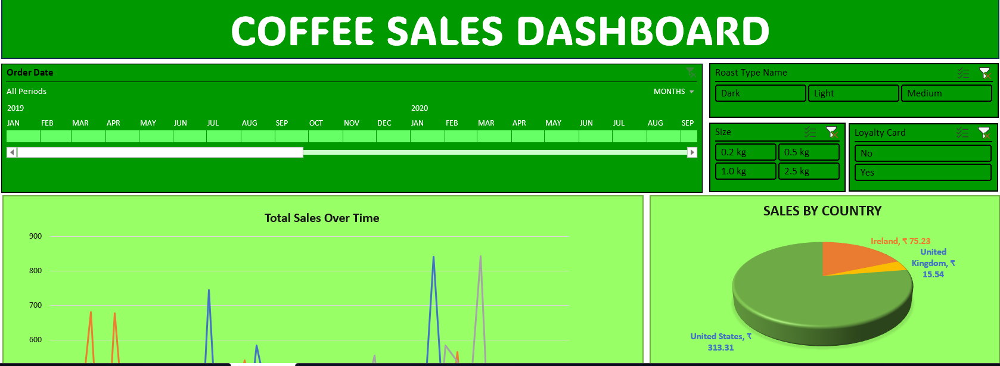 COFFEE SALES DASHBOARD
Order Date
All Periods
MONTHS
2019 2020
JAN FEB MAR APR MAY JUN JUL AUG SEP OCT NOV DEC JAN FEB MAR APR MAY JUN JUL AUG SEP
Roast Type Name
Dark Light Medium
Size
0.2 kg 0.5 kg
1.0 kg 2.5 kg
Loyalty Card
No
Yes
Total Sales Over Time
900
800
700
600
SALES BY COUNTRY
Ireland, ₹ 75.23
United
Kingdom, ₹
15.54
United States, ₹
313.31